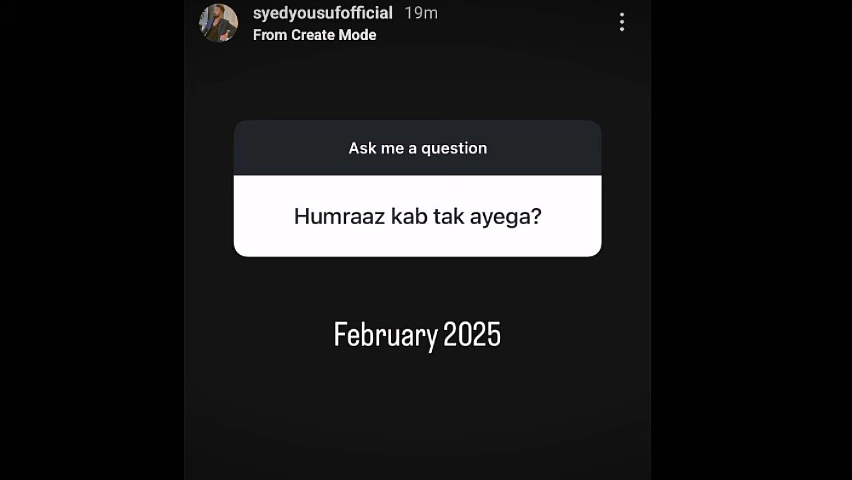 syedyousufofficial 19m
From Create Mode
Ask me a question
Humraaz kab tak ayega?
February 2025